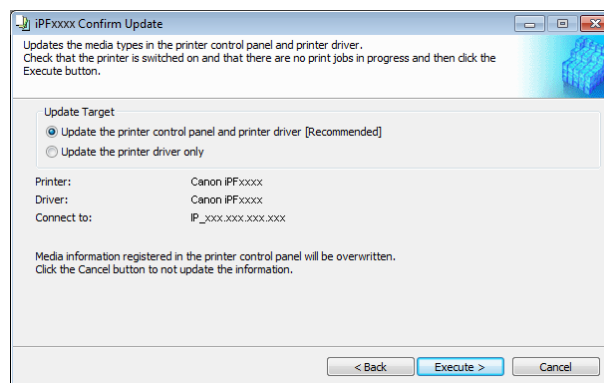 iPFxxxx Confirm Update
Updates the media types in the printer control panel and printer driver.
Check that the printer is switched on and that there are no print jobs in progress and then click the
Execute button.
Update Target
Update the printer control panel and printer driver [Recommended]
Update the printer driver only
Printer: Canon iPFxxxx
Driver: Canon iPFxxxx
Connect to: IP_xxx.xxx.xxx.xxx
Media information registered in the printer control panel will be overwritten.
Click the Cancel button to not update the information.
< Back Execute > Cancel